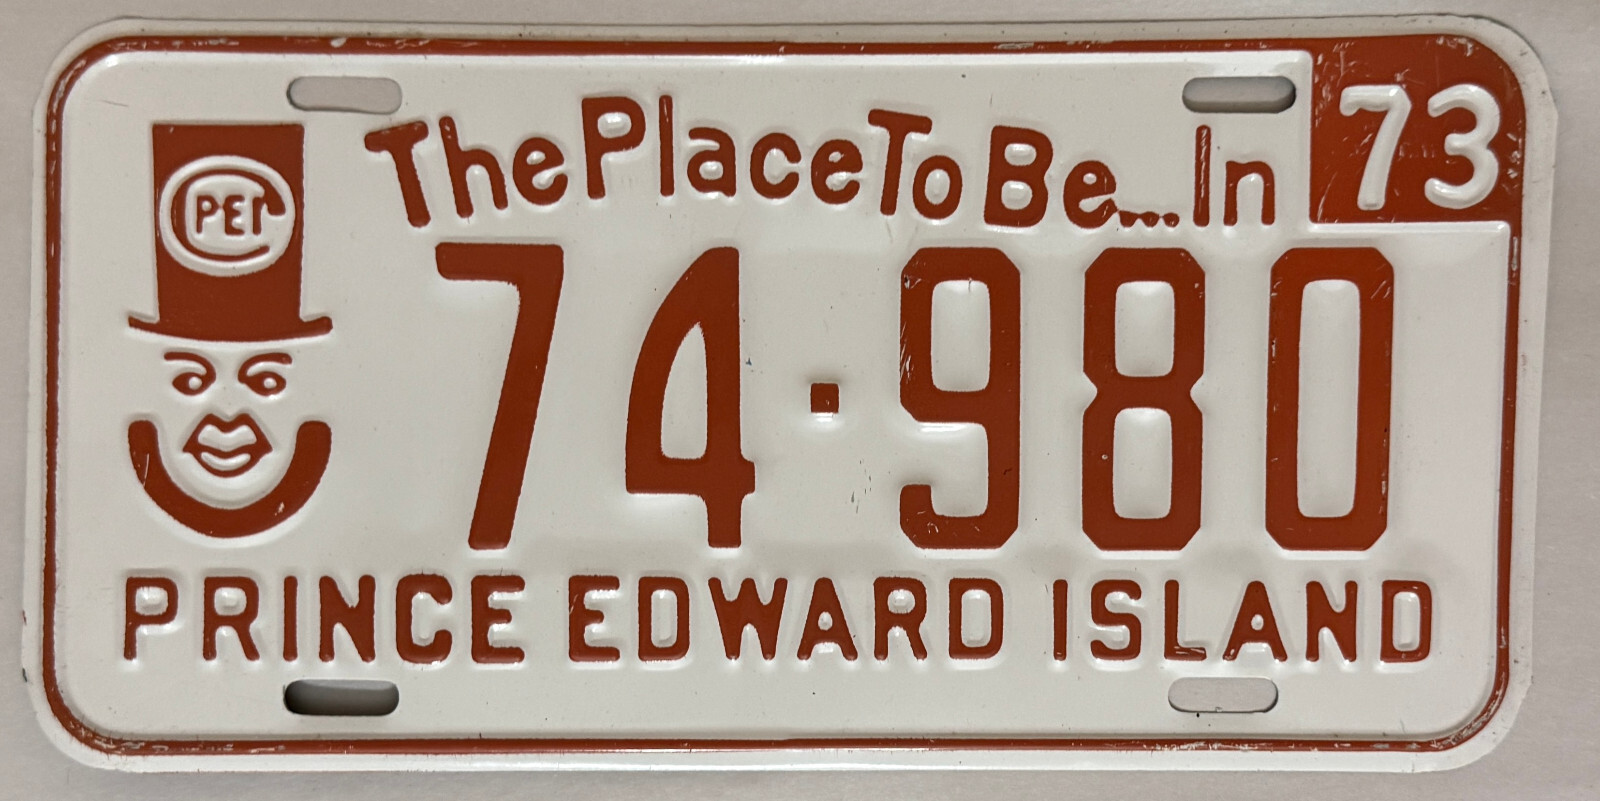 The Place To Be... In 73
PEI
74·980
PRINCE EDWARD ISLAND